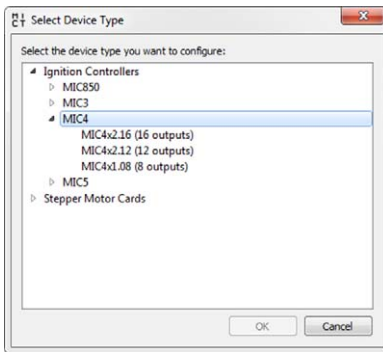 MICT Select Device Type
Select the device type you want to configure:
Ignition Controllers
MIC850
MIC3
MIC4
MIC4x2.16 (16 outputs)
MIC4x2.12 (12 outputs)
MIC4x1.08 (8 outputs)
MIC5
Stepper Motor Cards
OK Cancel